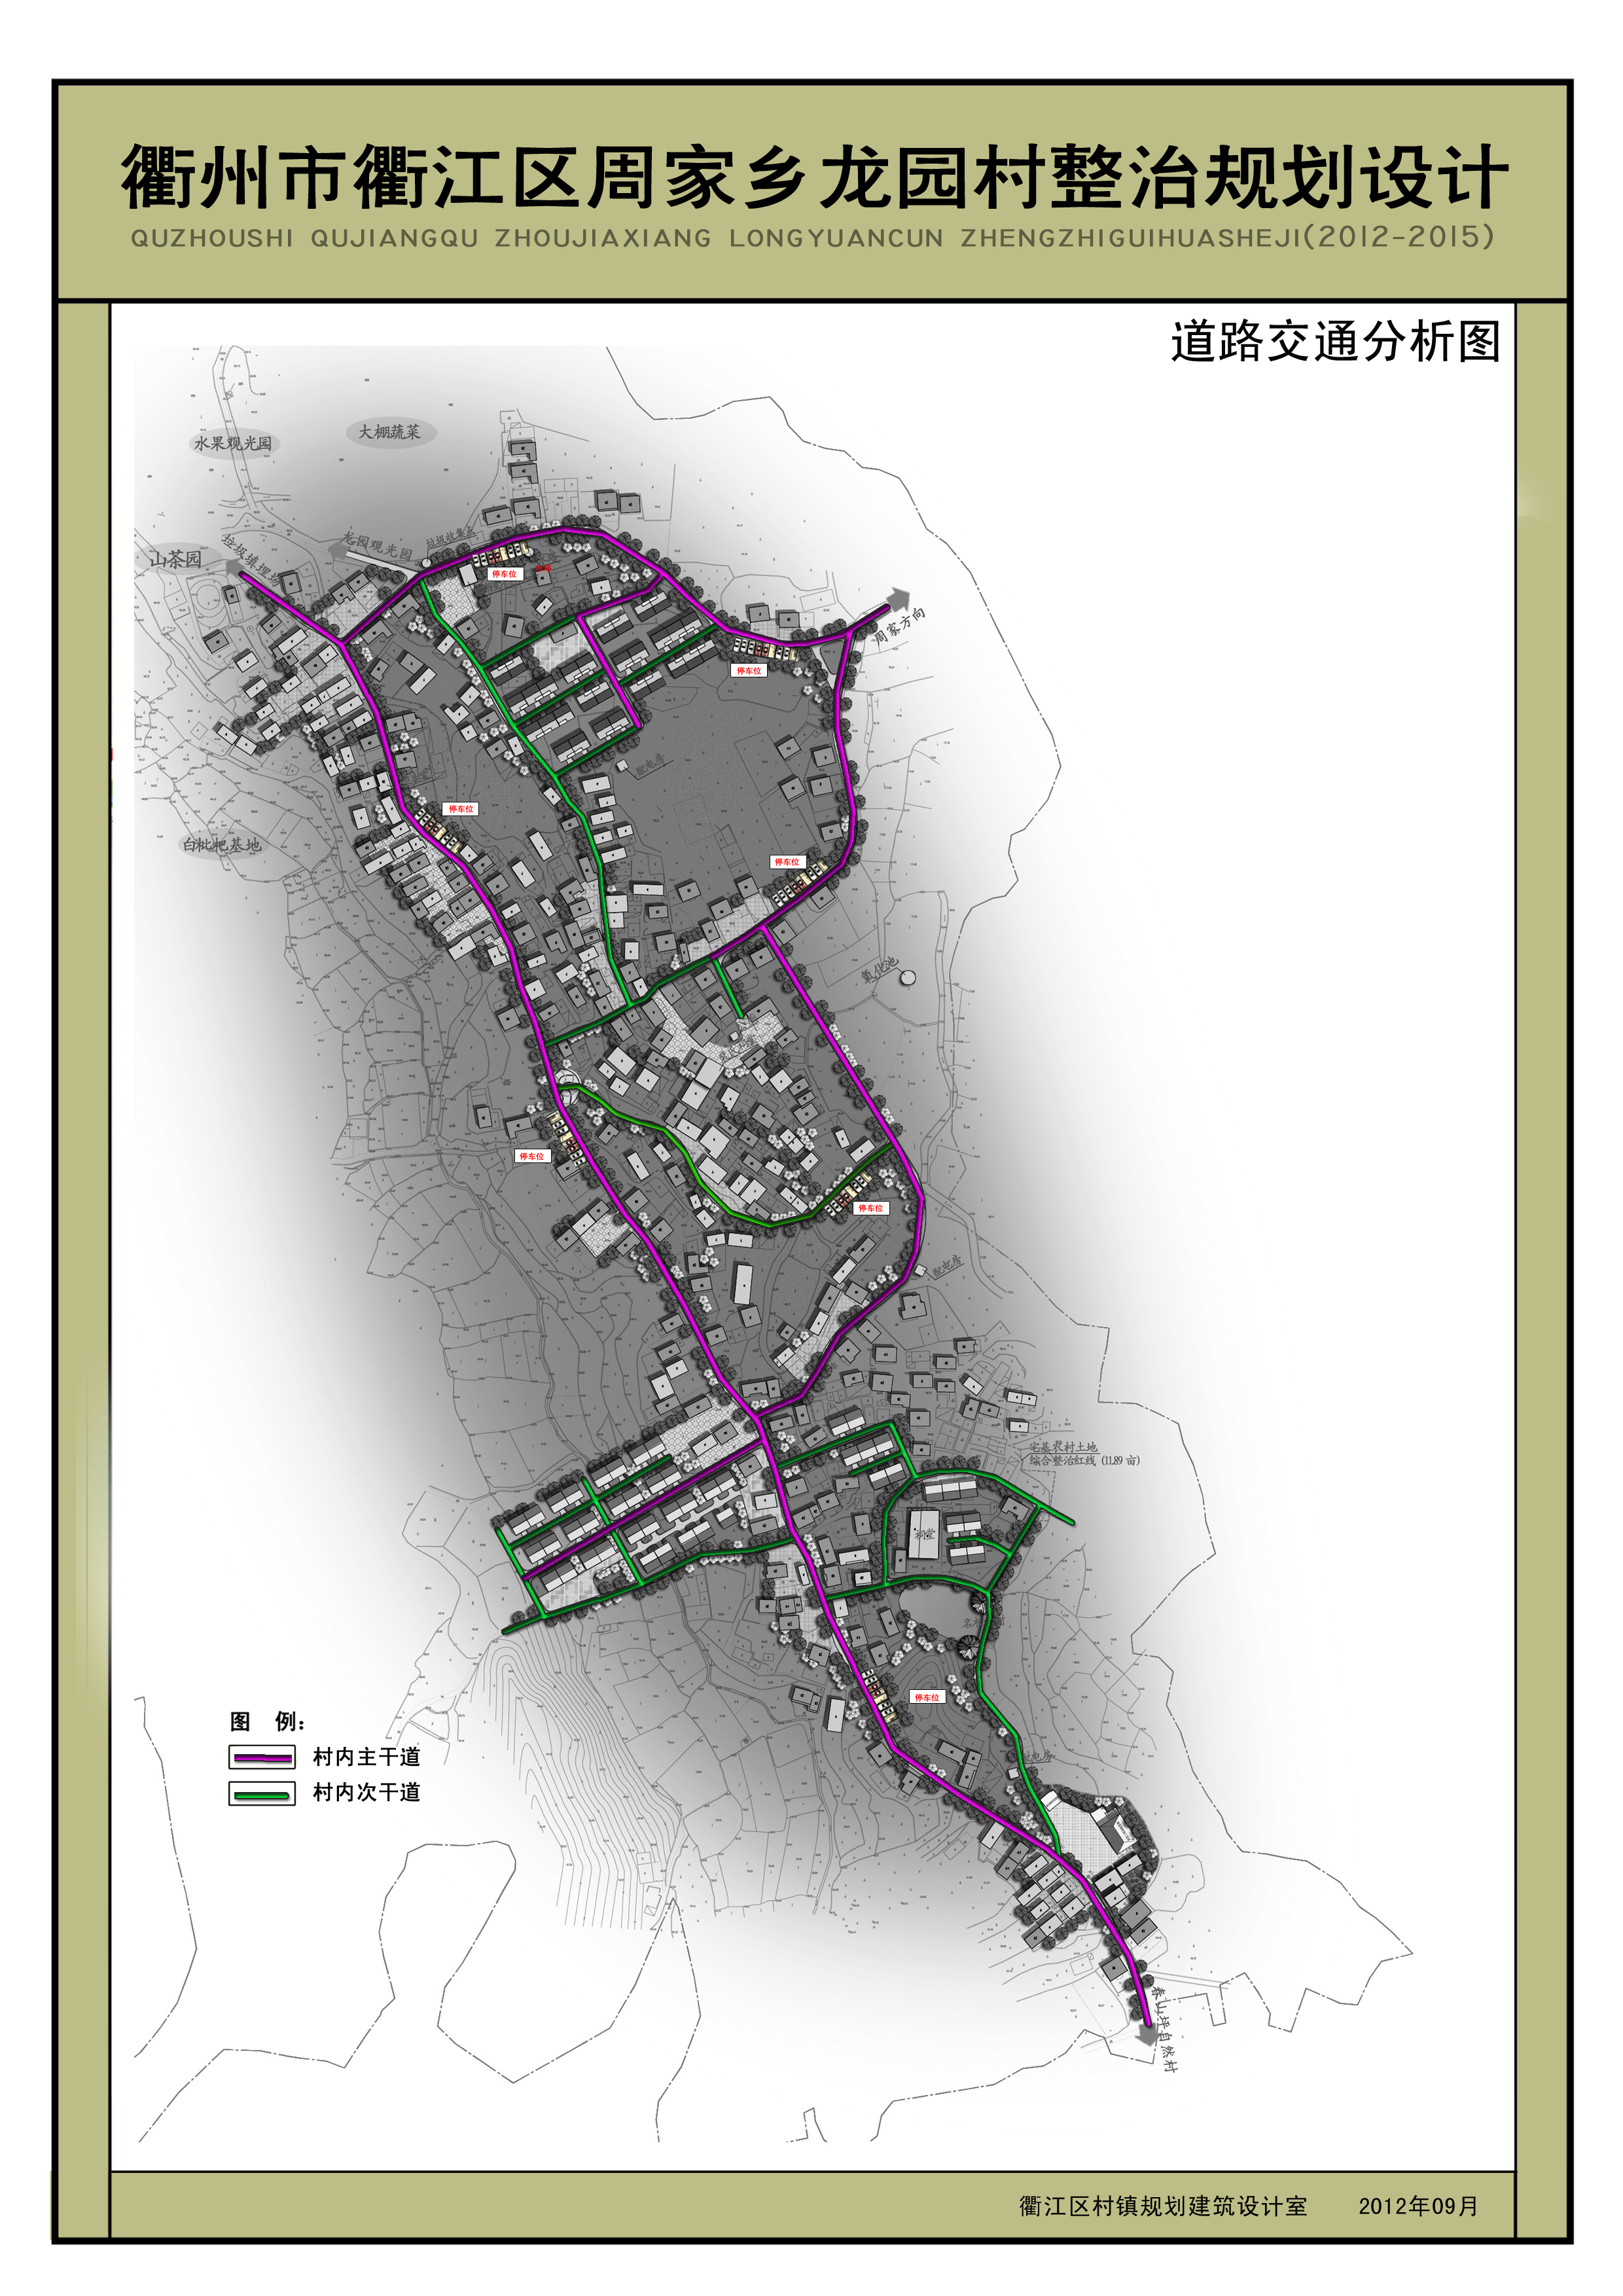 衢州市衢江区周家乡龙园村整治规划设计
QUZHOUSHI QUJIANGQU ZHOUJIAXIANG LONGYUANCUN ZHENGZHIGUIHUASHEJI(2012-2015)
道路交通分析图
大棚蔬菜
水果观光园
龙园观光园
垃圾收集点
山茶园
垃圾填埋场
停车位
周家方向
停车位
配电房
停车位
白枇杷基地
停车位
氧化池
停车位
停车位
配电房
宅基农村土地
综合整治红线 (11.89 亩)
祠堂
停车位
配电房
图 例:
村内主干道
村内次干道
春山坪自然村
衢江区村镇规划建筑设计室 2012年09月